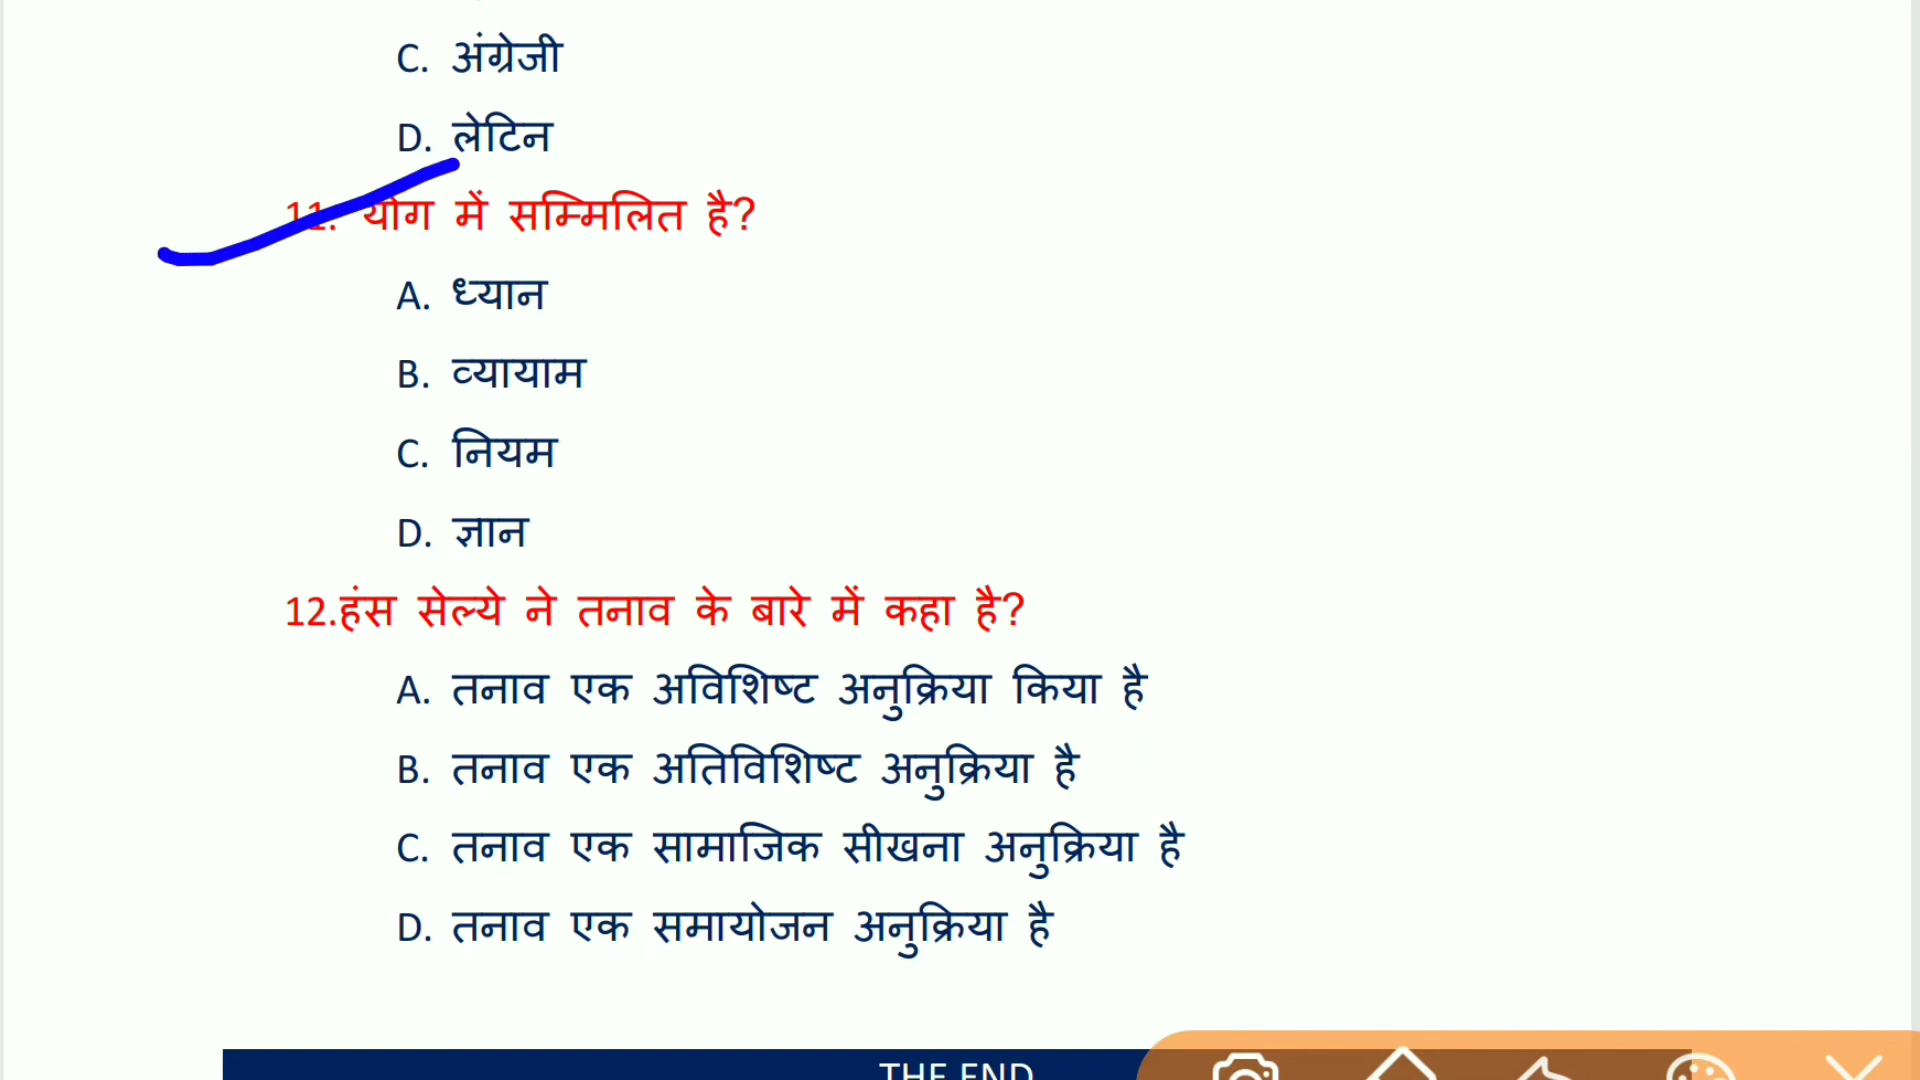 C. अंग्रेजी
D. लेटिन
11. योग में सम्मिलित है?
A. ध्यान
B. व्यायाम
C. नियम
D. ज्ञान
12.हंस सेल्ये ने तनाव के बारे में कहा है?
A. तनाव एक अविशिष्ट अनुक्रिया किया है
B. तनाव एक अतिविशिष्ट अनुक्रिया है
C. तनाव एक सामाजिक सीखना अनुक्रिया है
D. तनाव एक समायोजन अनुक्रिया है
THE END